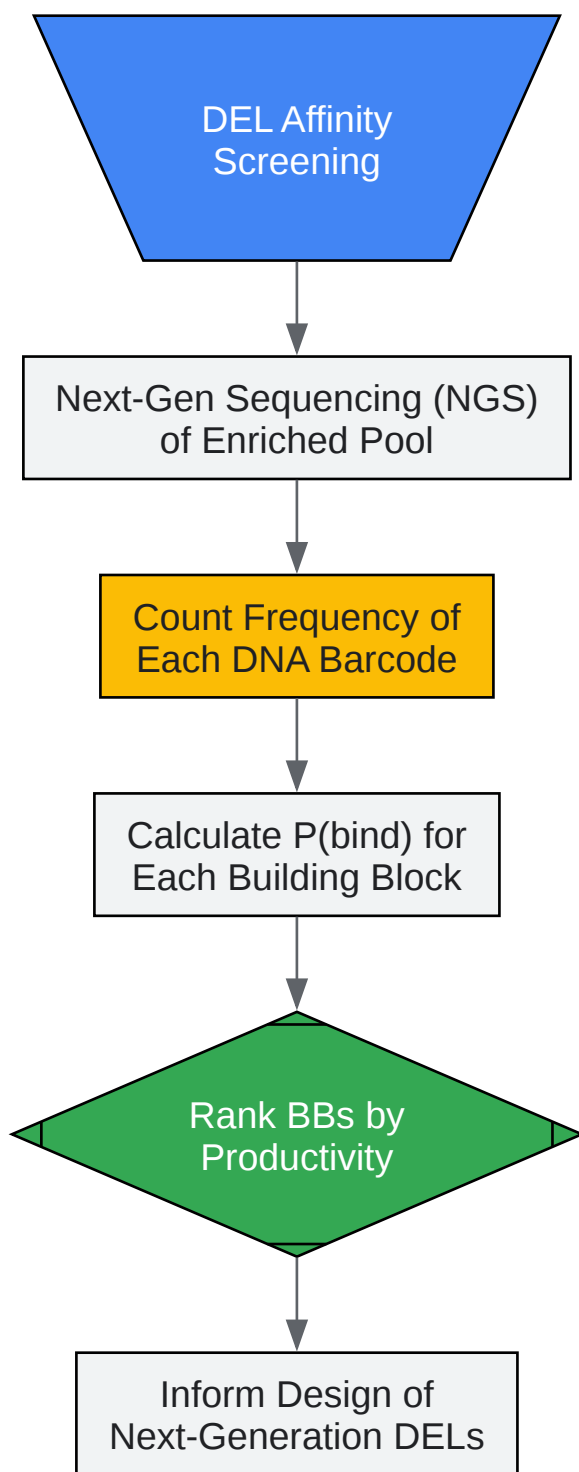 DEL Affinity
Screening
Next-Gen Sequencing (NGS)
of Enriched Pool
Count Frequency of
Each DNA Barcode
Calculate P(bind) for
Each Building Block
Rank BBs by
Productivity
Inform Design of
Next-Generation DELs